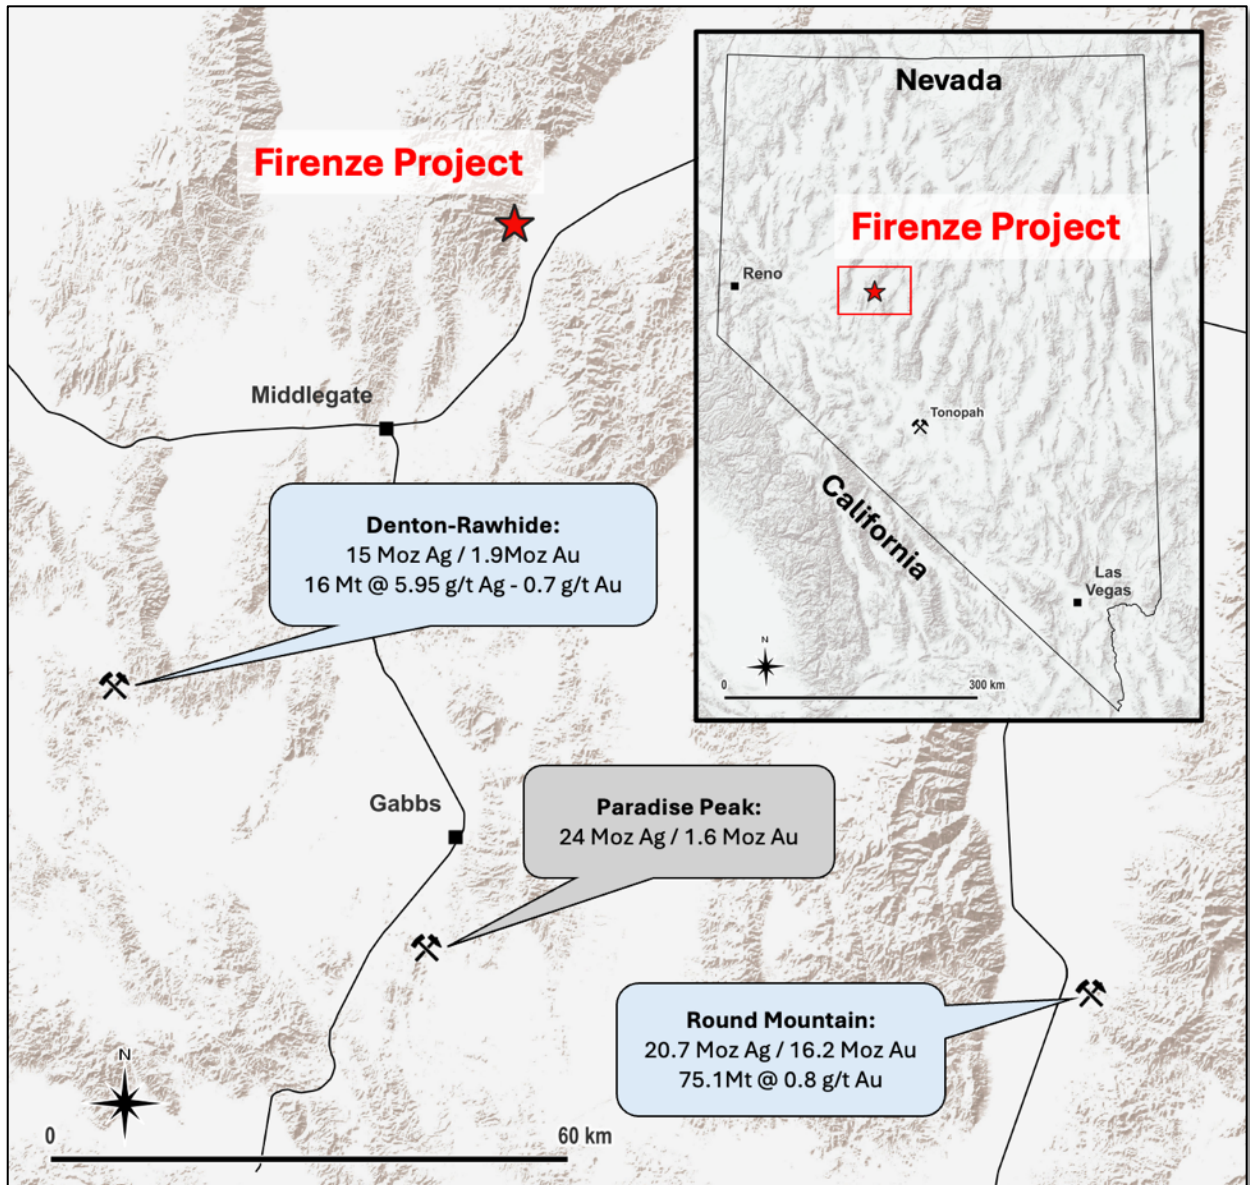 Firenze Project
Middlegate
Denton-Rawhide:
15 Moz Ag / 1.9Moz Au
16 Mt @ 5.95 g/t Ag - 0.7 g/t Au
Gabbs
Paradise Peak:
24 Moz Ag / 1.6 Moz Au
Round Mountain:
20.7 Moz Ag / 16.2 Moz Au
75.1Mt @ 0.8 g/t Au
N
0
60 km
Nevada
Firenze Project
Reno
Tonopah
California
Las
Vegas
N
0
300 km